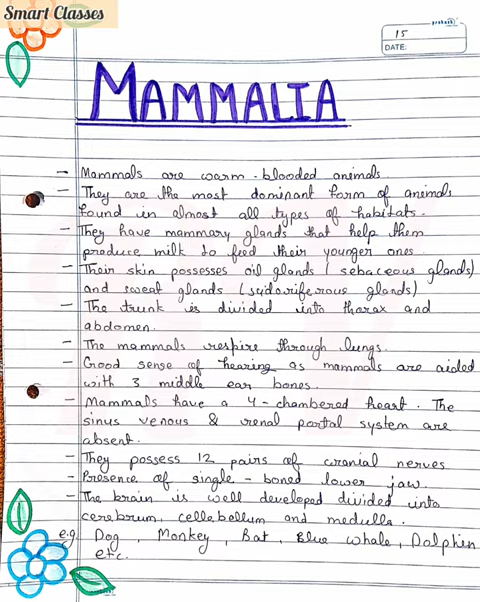 Smart Classes
prakash
15
DATE:
MAMMALIA
- Mammals are warm-blooded animals
- They are the most dominant form of animals
found in almost all types of habitats.
- They have mammary glands that help them
produce milk to feed their younger ones.
- Their skin possesses oil glands (sebaceous glands)
and sweat glands (sudoriferous glands)
- The trunk is divided into thorax and
abdomen.
- The mammals respire through lungs.
- Good sense of hearing as mammals are aided
with 3 middle ear bones.
- Mammals have a 4-chambered heart. The
sinus venous & renal portal system are
absent.
- They possess 12 pairs of cranial nerves
- Presence of single-boned lower jaw.
- The brain is well developed divided into
cerebrum, cellebellum and medulla.
e.g. Dog, Monkey, Bat, Blue whale, Dolphin
etc.